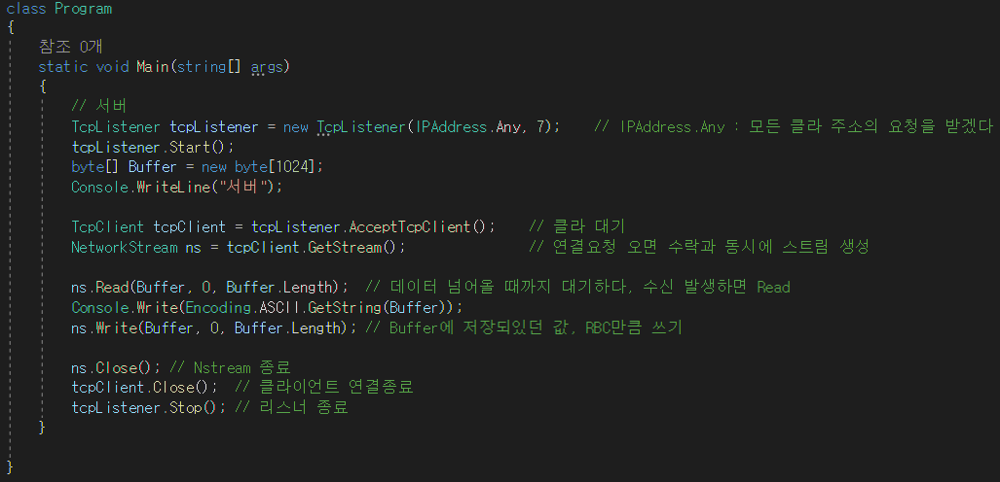 class Program
{
참조 0개
static void Main(string[] args)
{
// 서버
TcpListener tcpListener = new TcpListener(IPAddress.Any, 7); // IPAddress.Any : 모든 클라 주소의 요청을 받겠다
tcpListener.Start();
byte[] Buffer = new byte[1024];
Console.WriteLine("서버");
TcpClient tcpClient = tcpListener.AcceptTcpClient(); // 클라 대기
NetworkStream ns = tcpClient.GetStream(); // 연결요청 오면 수락과 동시에 스트림 생성
ns.Read(Buffer, 0, Buffer.Length); // 데이터 넘어올 때까지 대기하다, 수신 발생하면 Read
Console.Write(Encoding.ASCII.GetString(Buffer));
ns.Write(Buffer, 0, Buffer.Length); // Buffer에 저장되있던 값, RBC만큼 쓰기
ns.Close(); // Nstream 종료
tcpClient.Close(); // 클라이언트 연결종료
tcpListener.Stop(); // 리스너 종료
}
}